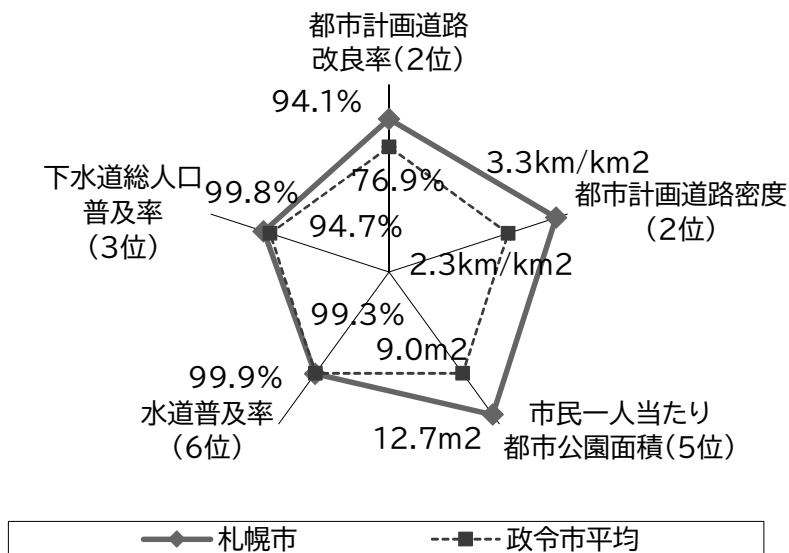 都市計画道路
改良率(2位)
94.1%
3.3km/km2
76.9%
下水道総人口
普及率
(3位)
99.8%
94.7%
都市計画道路密度
(2位)
2.3km/km2
99.3%
9.0m2
99.9%
水道普及率
(6位)
12.7m2
市民一人当たり
都市公園面積(5位)
札幌市 政令市平均